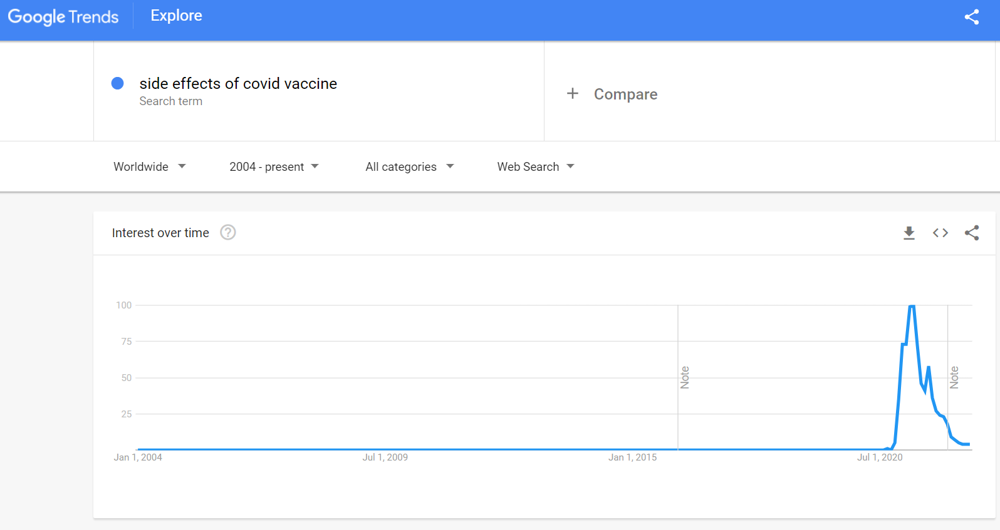 Google Trends Explore
side effects of covid vaccine
Search term
+ Compare
Worldwide 2004 - present All categories Web Search
Interest over time ?
100
75
50
25
Note
Note
Jan 1, 2004 Jul 1, 2009 Jan 1, 2015 Jul 1, 2020